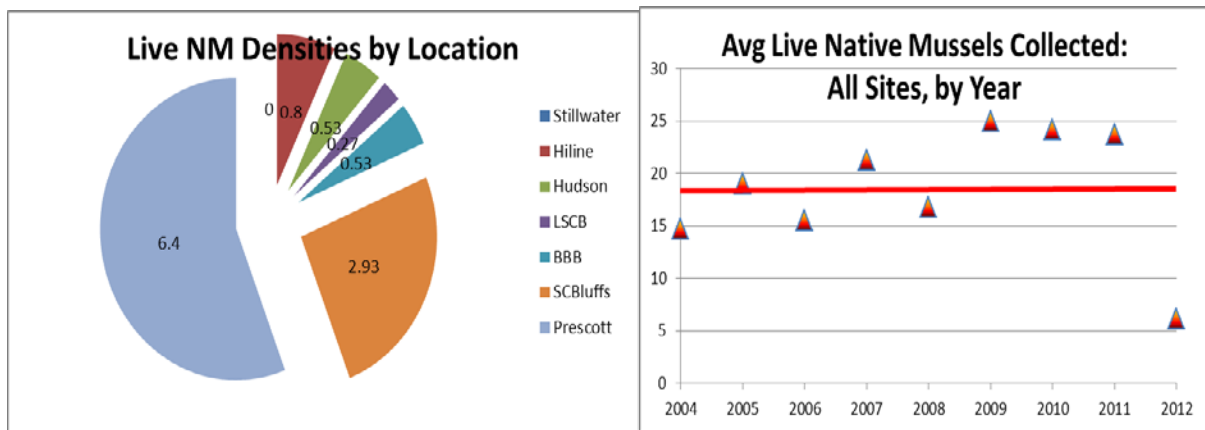 Live NM Densities by Location
0
0.8
0.53
0.27
0.53
2.93
6.4
Stillwater
Hiline
Hudson
LSCB
BBB
SCBluffs
Prescott
Avg Live Native Mussels Collected:
All Sites, by Year
30
25
20
15
10
5
0
2004 2005 2006 2007 2008 2009 2010 2011 2012